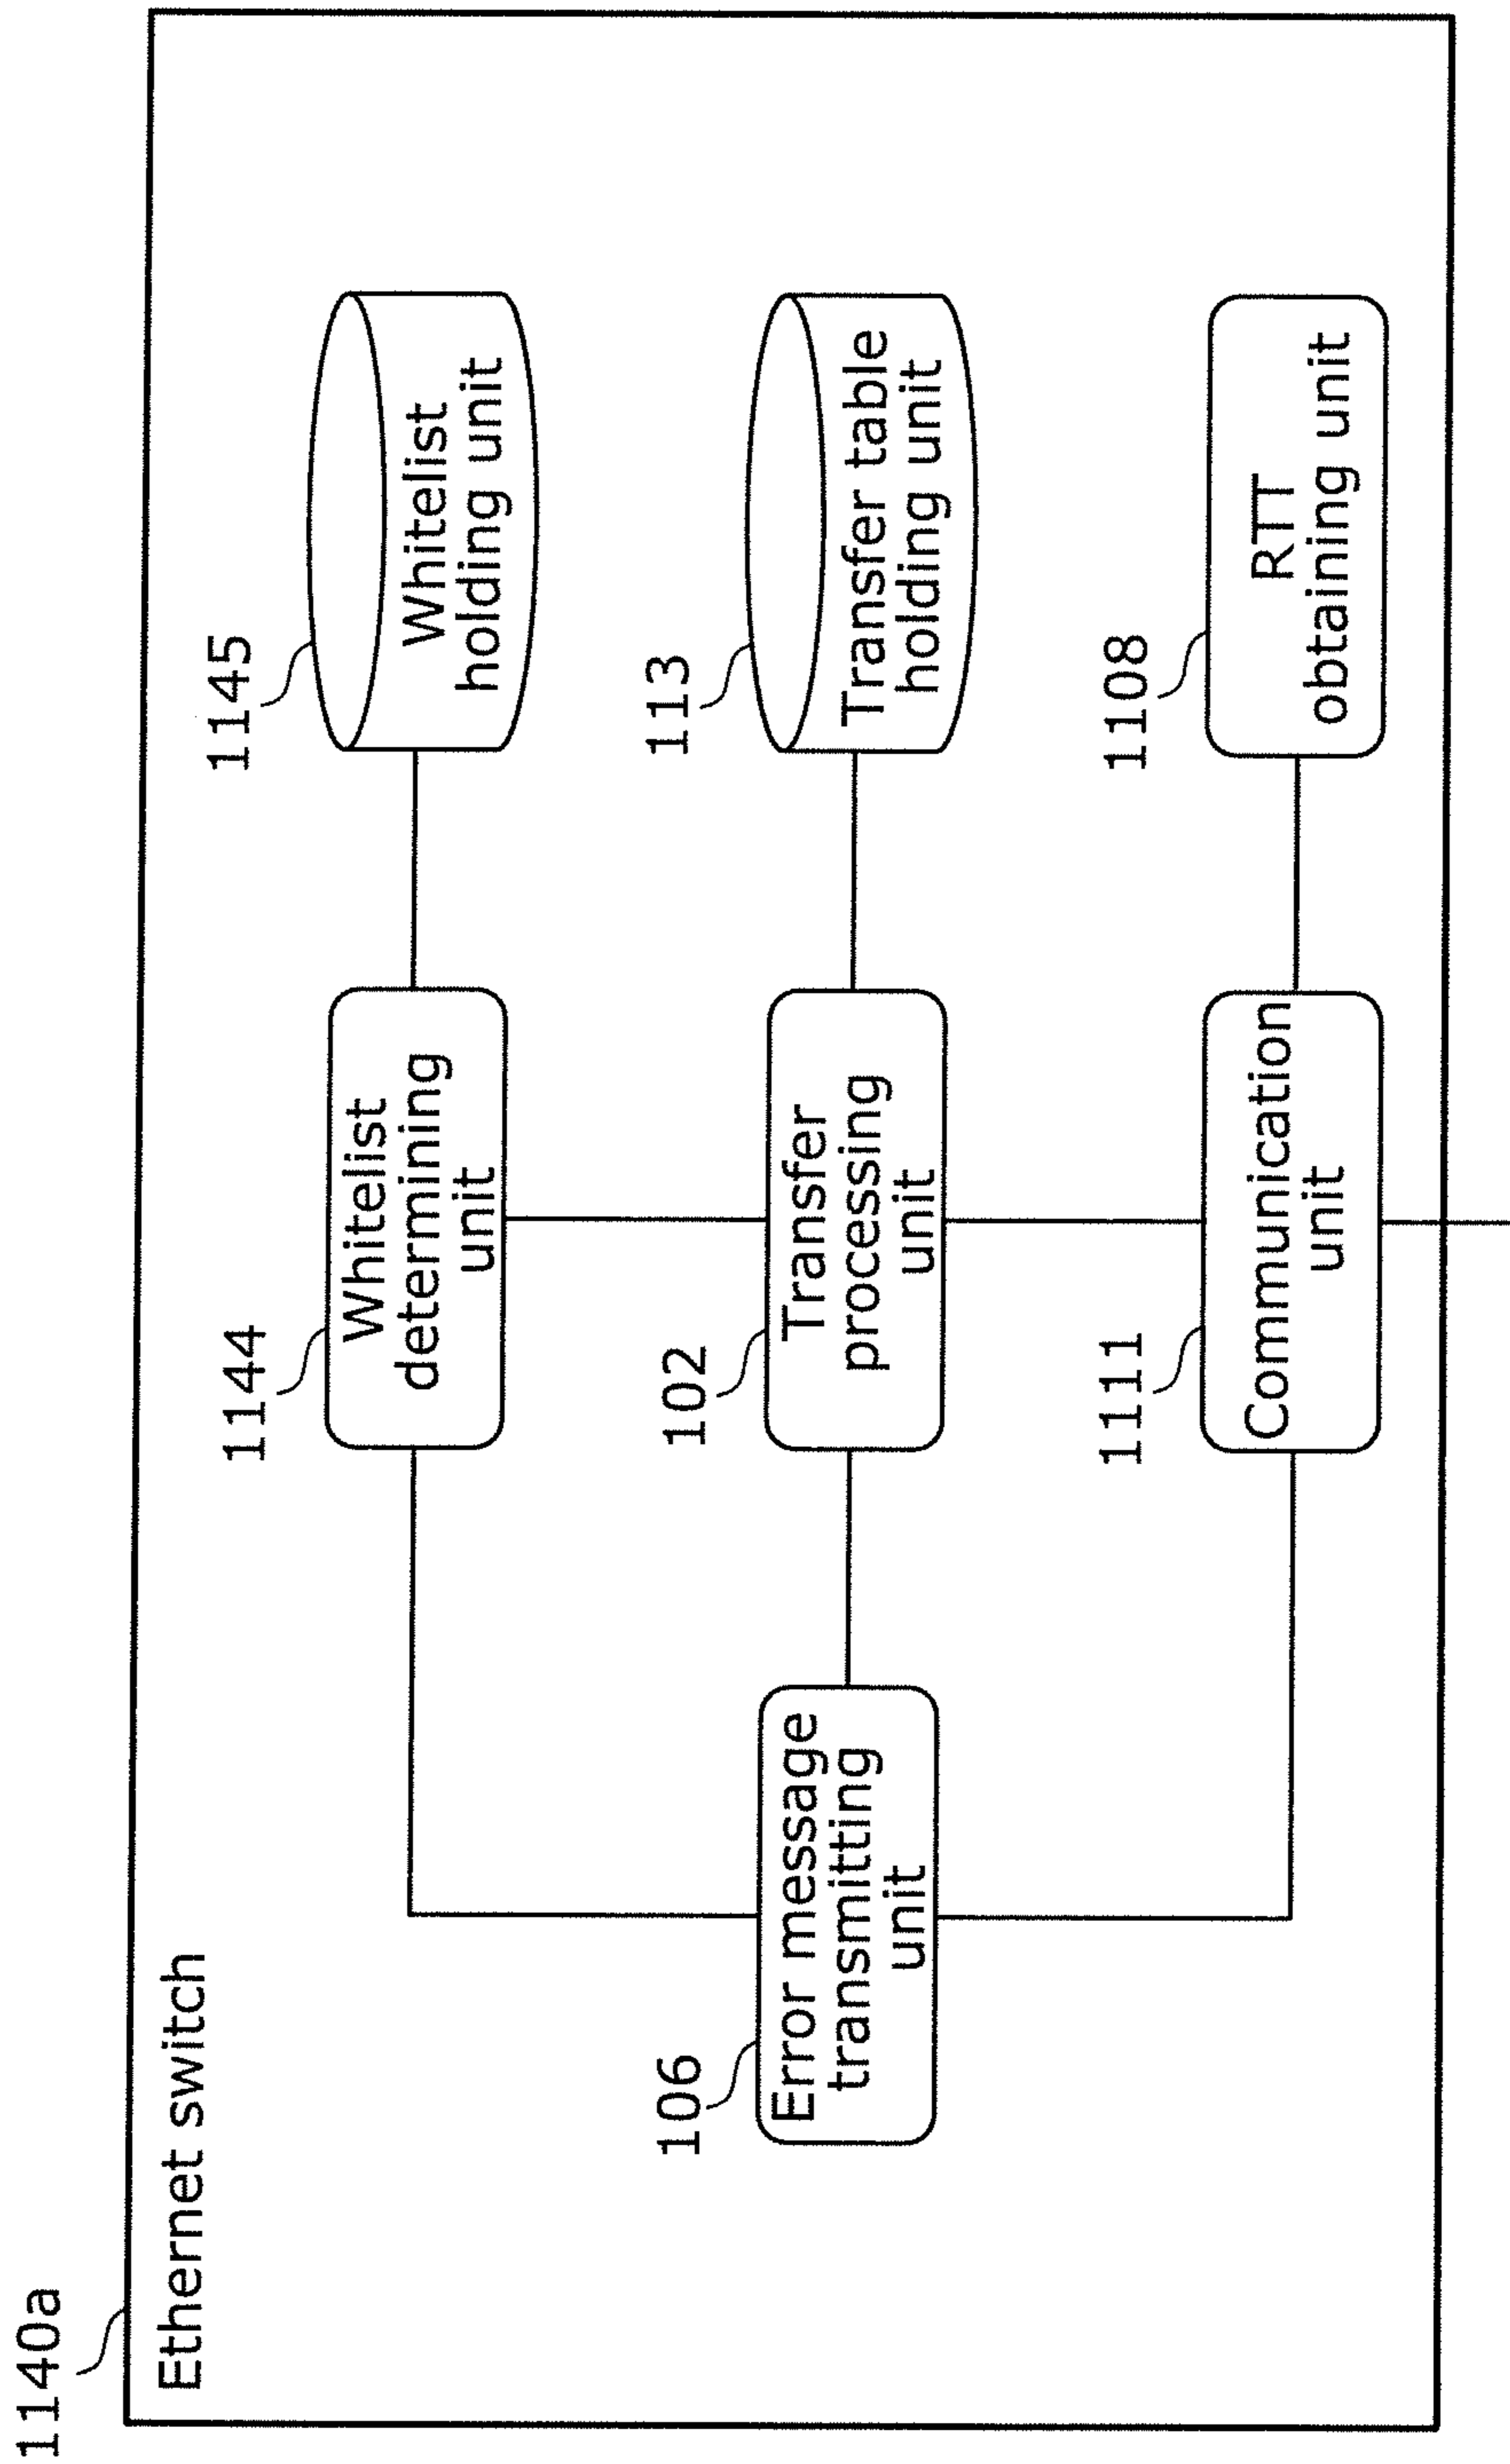 1140a
Ethernet switch
1144
Whitelist
determining
unit
1145
Whitelist
holding unit
106
Error message
transmitting
unit
102
Transfer
processing
unit
113
Transfer table
holding unit
1111
Communication
unit
1108
RTT
obtaining unit